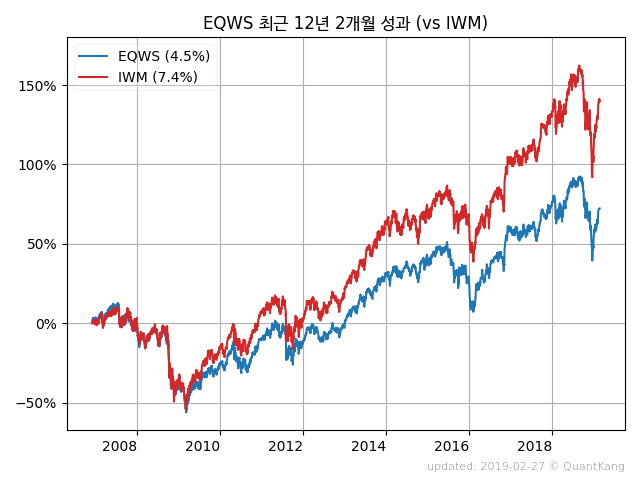 EQWS 최근 12년 2개월 성과 (vs IWM)
EQWS (4.5%)
IWM (7.4%)
150%
100%
50%
0%
−50%
2008 2010 2012 2014 2016 2018
updated: 2019-02-27 © QuantKang